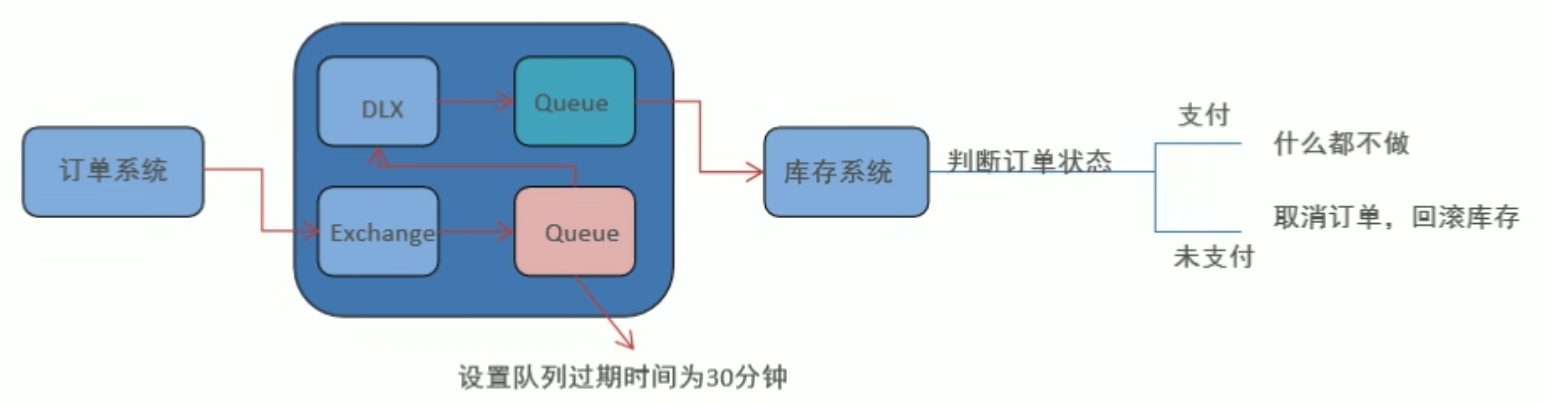 DLX
Queue
订单系统
Exchange
Queue
设置队列过期时间为30分钟
库存系统
判断订单状态
支付
什么都不做
取消订单，回滚库存
未支付